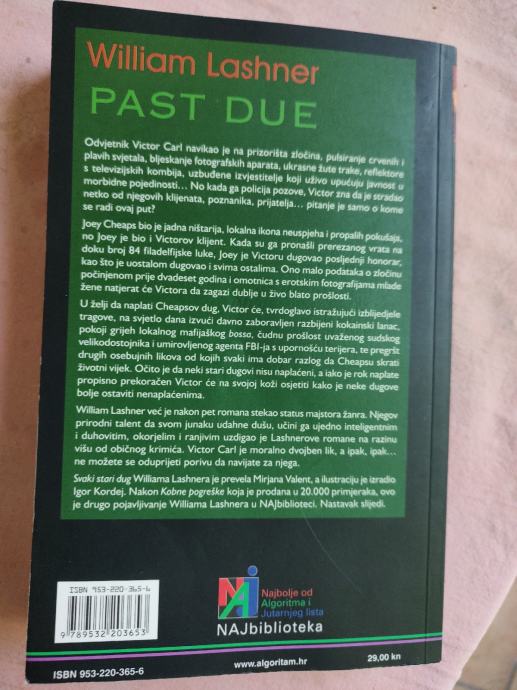 William Lashner
PAST DUE
Odvjetnik Victor Carl navikao je na prizorišta zločina, pulsiranje crvenih i
plavih svjetala, bljeskanje fotografskih aparata, ukrasne žute trake, reflektore
s televizijskih kombija, uzbuđene izvjestitelje koji uživo upućuju javnost u
morbidne pojedinosti... No kada ga policija pozove, Victor zna da je stradao
netko od njegovih klijenata, poznanika, prijatelja... pitanje je samo o kome
se radi ovaj put?
Joey Cheaps bio je jadna ništarija, lokalna ikona neuspjeha i propalih pokušaja,
no Joey je bio i Victorov klijent. Kada su ga pronašli prerezanog vrata na
doku broj 84 filadelfijske luke, Joey je Victoru dugovao posljednji honorar,
kao što je uostalom dugovao i svima ostalima. Ono malo podataka o zločinu
počinjenom prije dvadeset godina i omotnica s erotskim fotografijama mlade
žene natjerat će Victora da zagazi dublje u živo blato prošlosti.
U želji da naplati Cheapsov dug, Victor će, tvrdoglavo istražujući izblijedjele
tragove, na svjetlo dana izvući davno zaboravljen razbijeni kokainski lanac,
pokoji grijeh lokalnog mafijaškog bossa, čudnu prošlost uvaženog sudskog
velikodostojnika i umirovljenog agenta FBI-ja s upornošću terijera, te pregršt
drugih osebujnih likova od kojih svaki ima dobar razlog da Cheapsu skrati
životni vijek. Očito je da neki stari dugovi nisu naplaćeni, a iako je rok naplate
propisno prekoračen Victor će na svojoj koži osjetiti kako je neke dugove
bolje ostaviti nenaplaćenima.
William Lashner već je nakon pet romana stekao status majstora žanra. Njegov
prirodni talent da svom junaku udahne dušu, učini ga ujedno inteligentnim
i duhovitim, okorjelim i ranjivim uzdigao je Lashnerove romane na razinu
višu od običnog krimića. Victor Carl je moralno dvojben lik, a ipak, ipak...
ne možete se oduprijeti porivu da navijate za njega.
Svaki stari dug Williama Lashnera je prevela Mirjana Valent, a ilustraciju je izradio
Igor Kordej. Nakon Kobne pogreške koja je prodana u 20.000 primjeraka, ovo
je drugo pojavljivanje Williama Lashnera u NAJbiblioteci. Nastavak slijedi.
ISBN 953-220-365-6
9 789532 203653
NAJ
Najbolje od
Algoritma i
Jutarnjeg lista
NAJbiblioteka
ISBN 953-220-365-6
www.algoritam.hr
29,00 kn